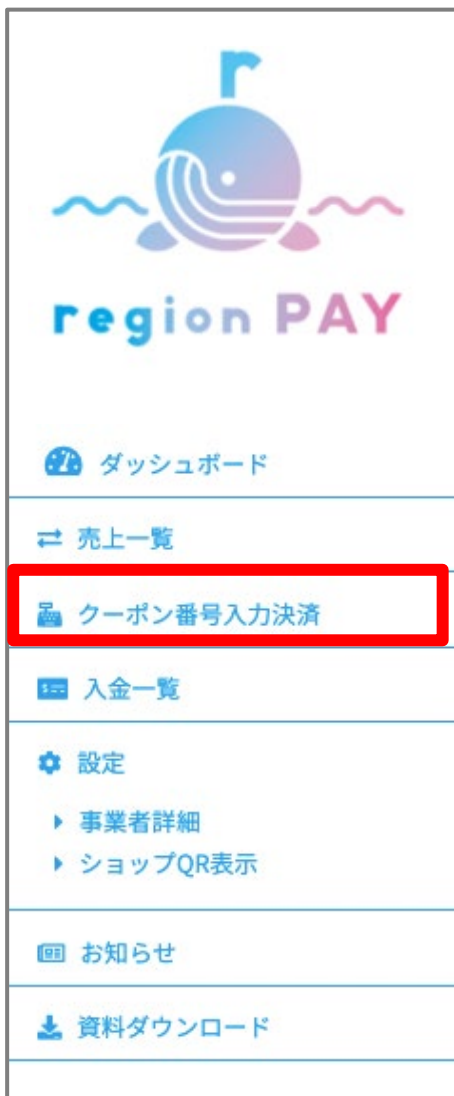 r
region PAY
ダッシュボード
売上一覧
クーポン番号入力決済
入金一覧
設定
事業者詳細
ショップQR表示
お知らせ
資料ダウンロード